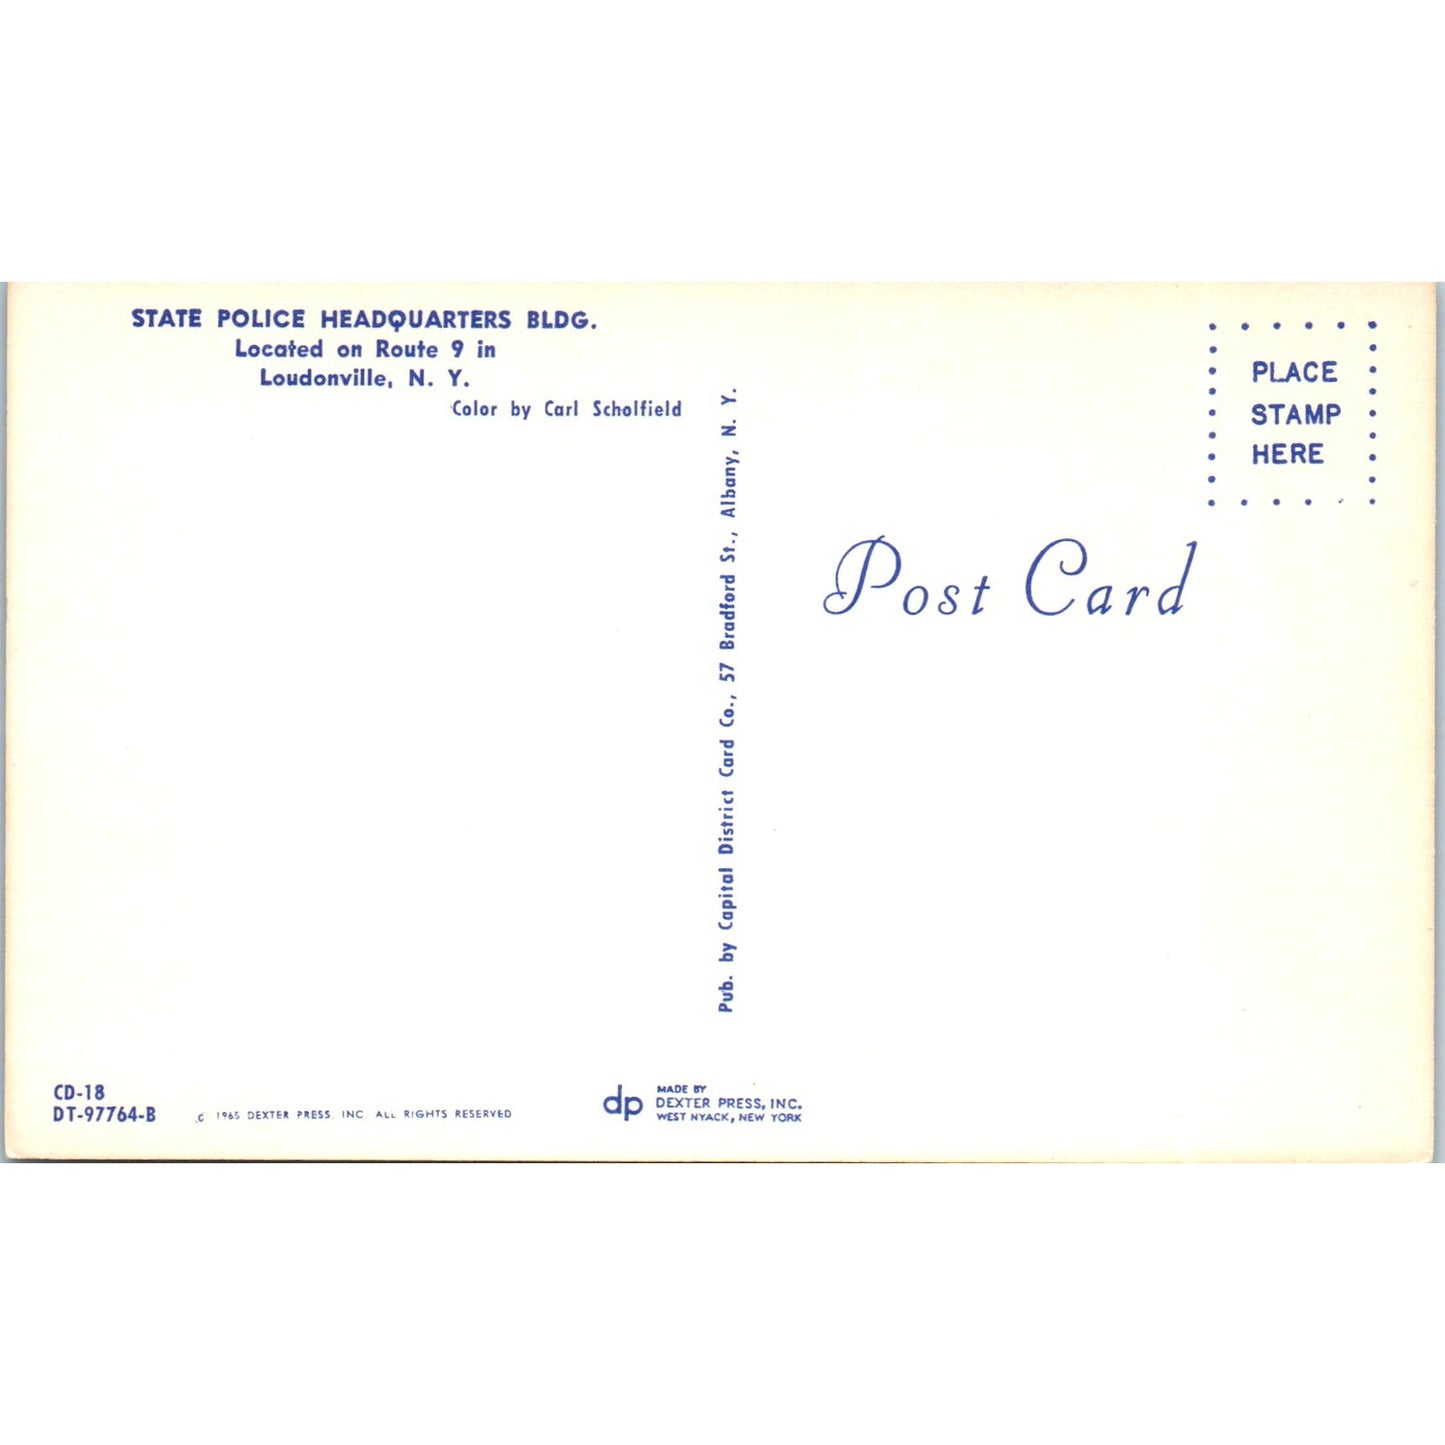 STATE POLICE HEADQUARTERS BLDG.
Located on Route 9 in
Loudonville, N. Y.
Color by Carl Scholfield
Pub. by Capital District Card Co., 57 Bradford St., Albany, N. Y.
PLACE
STAMP
HERE
Post Card
CD-18
DT-97764-B
C 1965 DEXTER PRESS, INC ALL RIGHTS RESERVED
dp
MADE BY
DEXTER PRESS, INC.
WEST NYACK, NEW YORK